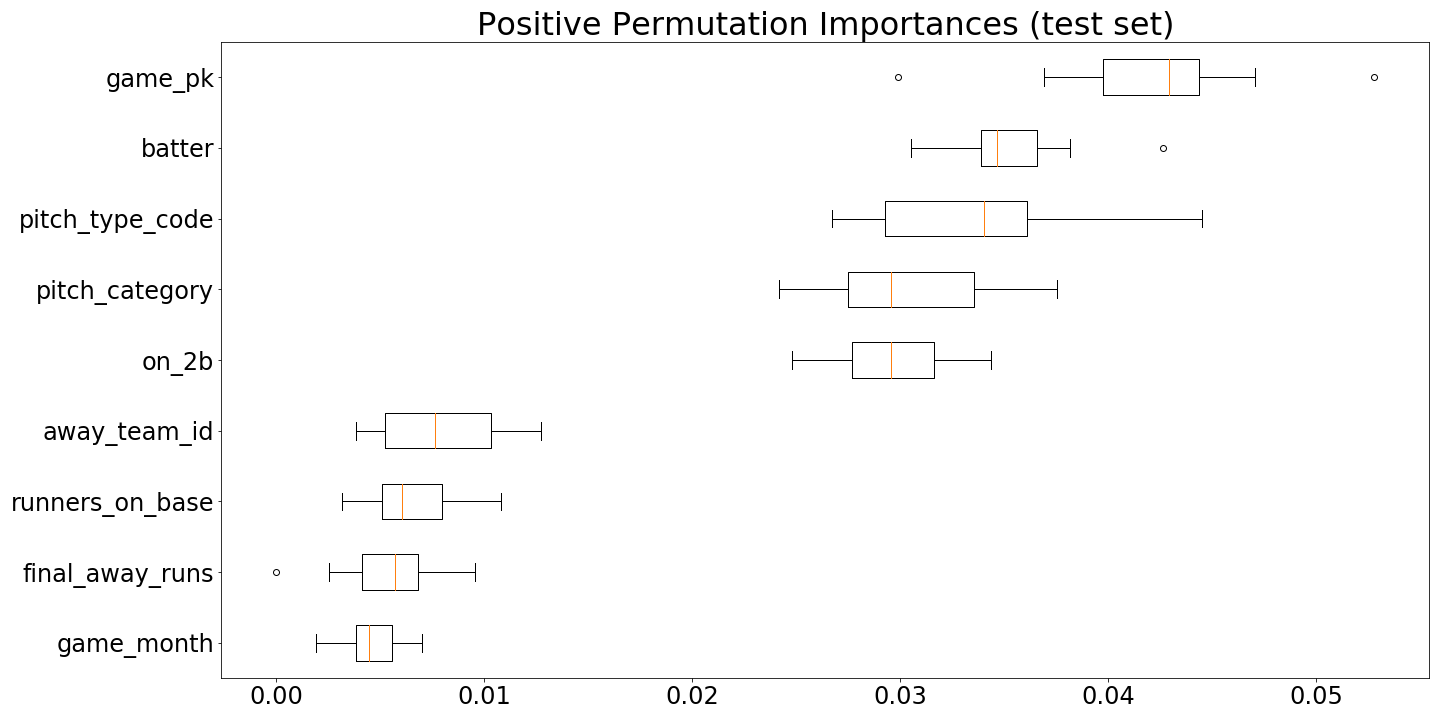 Positive Permutation Importances (test set)
game_pk
batter
pitch_type_code
pitch_category
on_2b
away_team_id
runners_on_base
final_away_runs
game_month
0.00 0.01 0.02 0.03 0.04 0.05